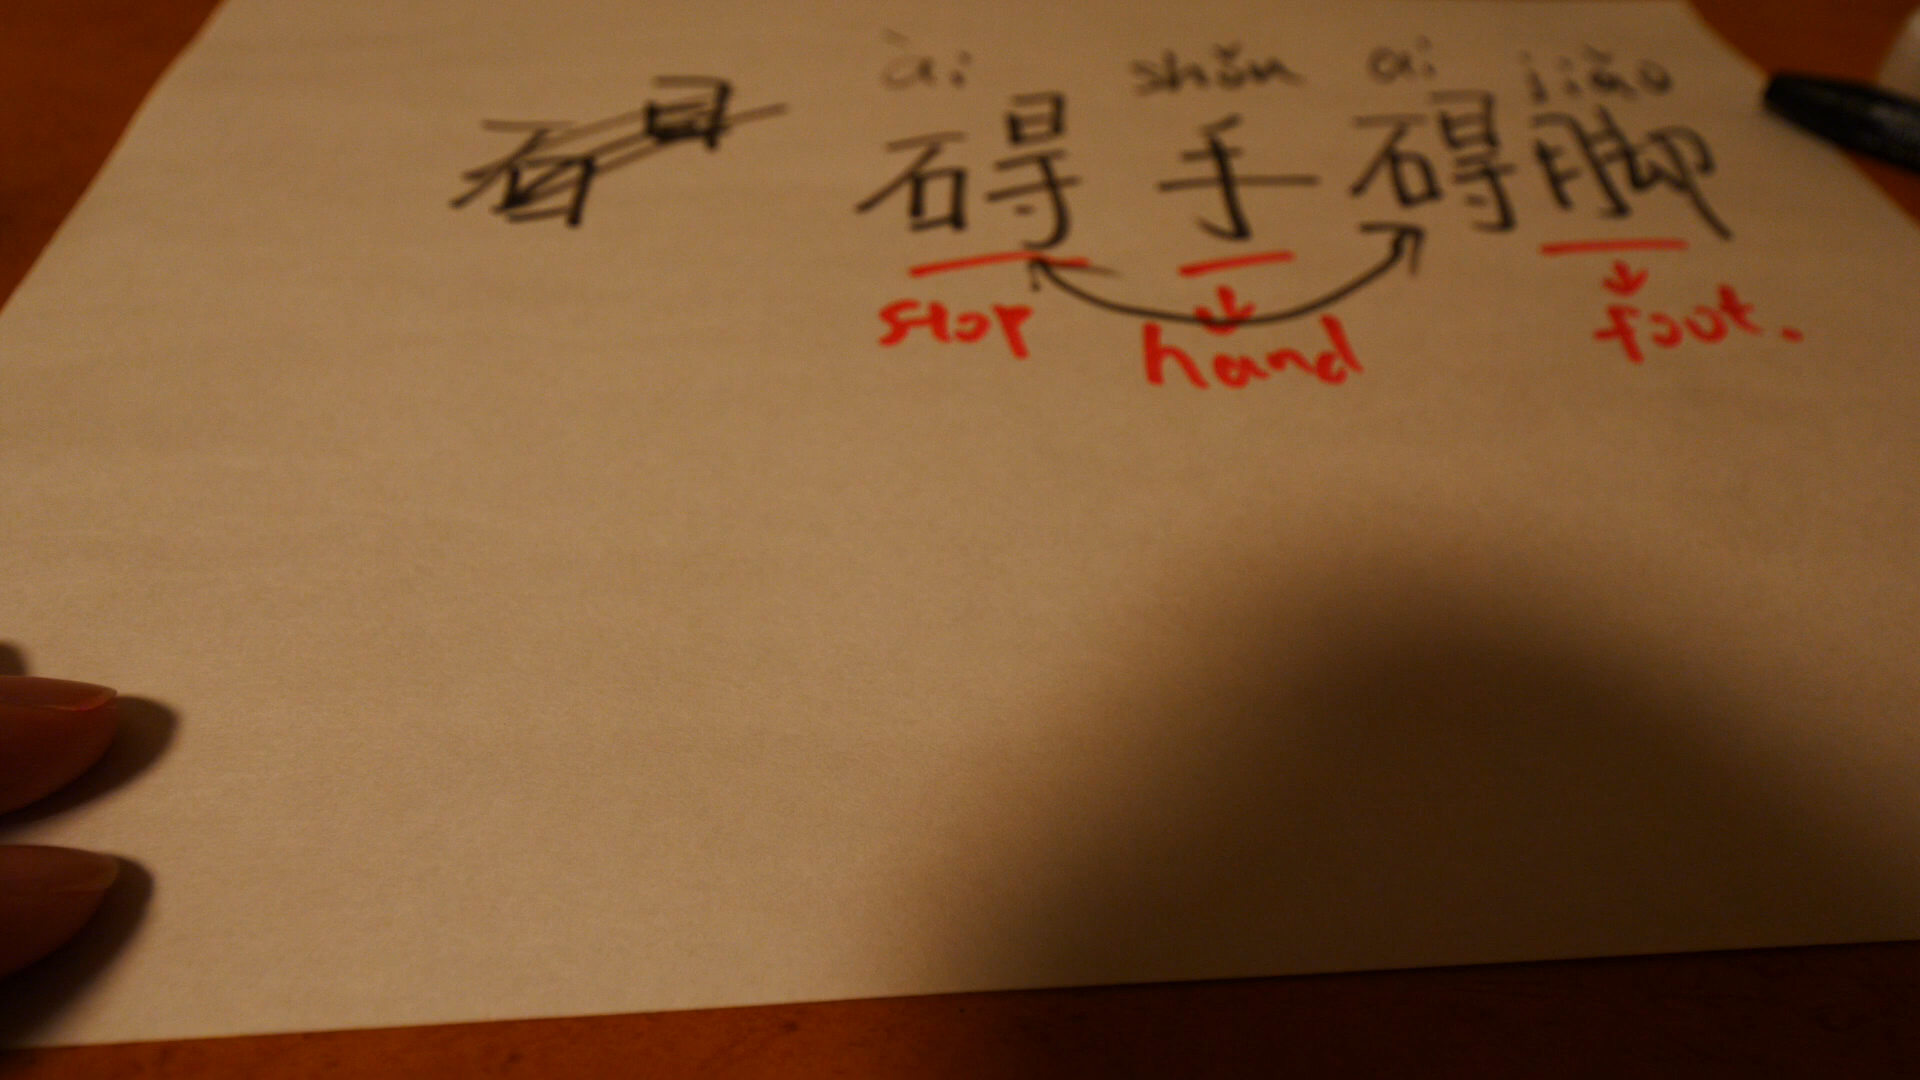 ài shǒu ài jiǎo
碍手碍脚
stop hand foot.